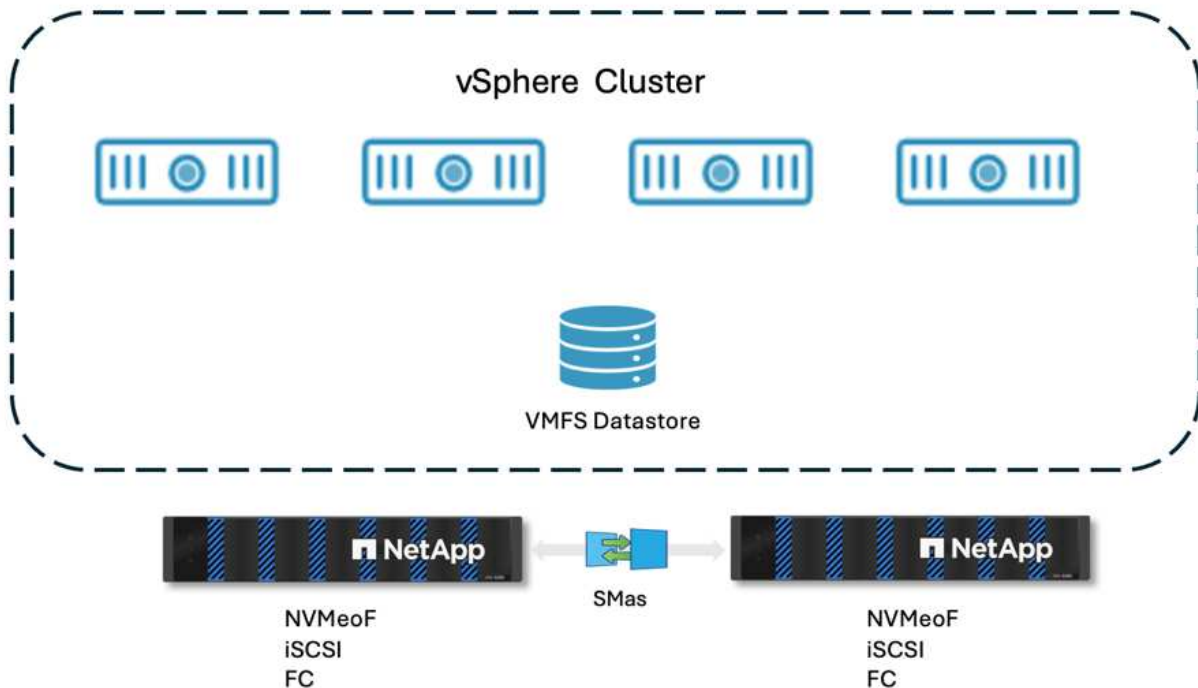 vSphere Cluster
VMFS Datastore
NetApp
NetApp
SMas
NVMeoF
iSCSI
FC
NVMeoF
iSCSI
FC